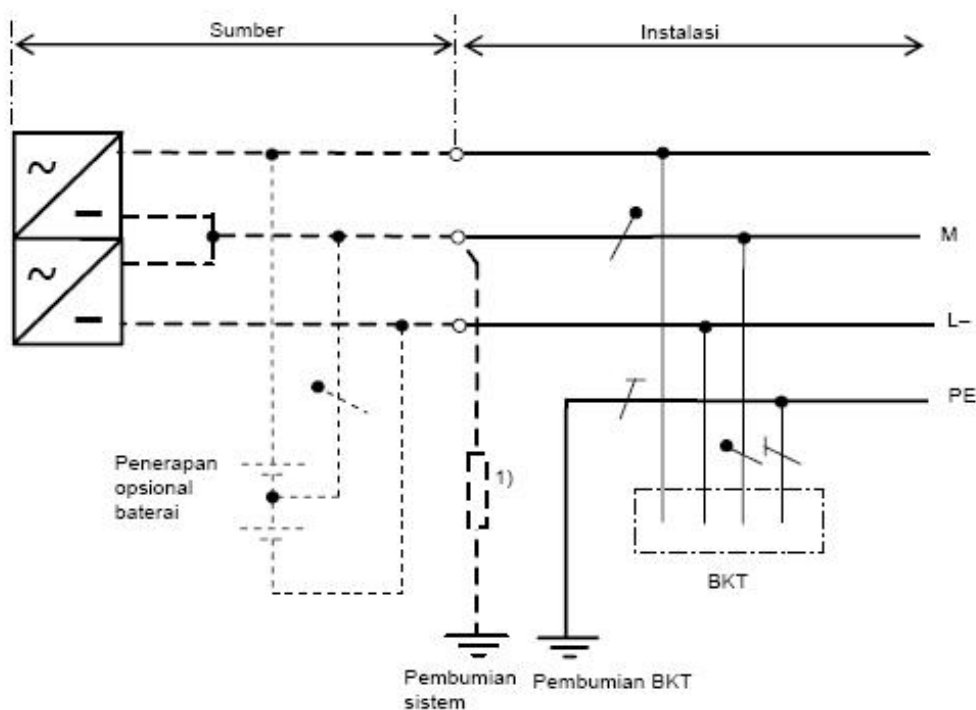 Sumber
Instalasi
M
L–
PE
Penerapan
opsional
baterai
1)
BKT
Pembumian
sistem
Pembumian BKT